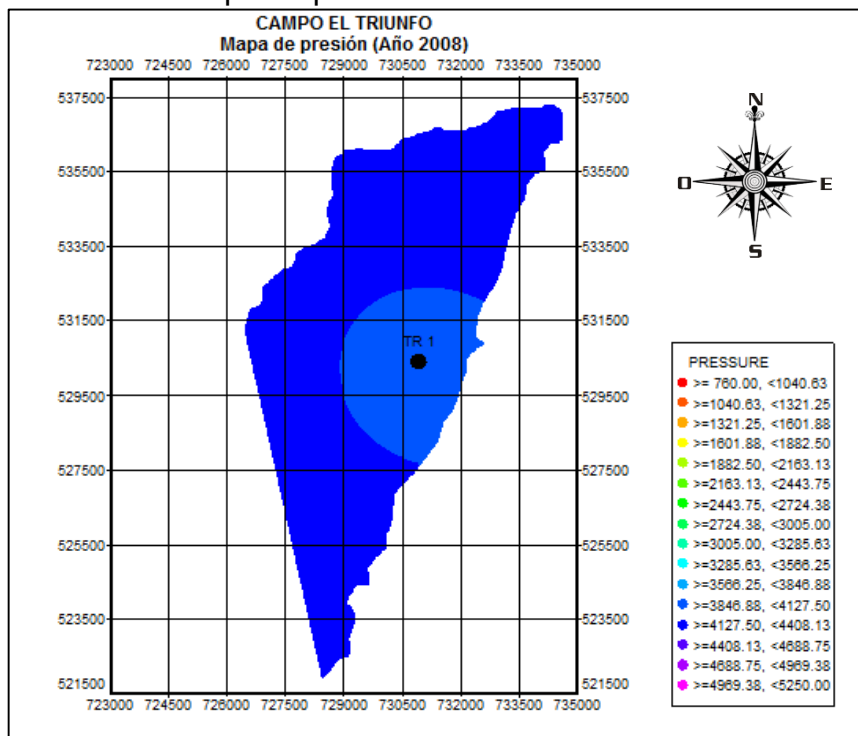 CAMPO EL TRIUNFO
Mapa de presión (Año 2008)
723000 724500 726000 727500 729000 730500 732000 733500 735000
537500 537500
535500 535500
533500 533500
531500 531500
529500 529500
527500 527500
525500 525500
523500 523500
521500 521500
723000 724500 726000 727500 729000 730500 732000 733500 735000
TR 1
N
O E
S
PRESSURE
>= 760.00, <1040.63
>=1040.63, <1321.25
>=1321.25, <1601.88
>=1601.88, <1882.50
>=1882.50, <2163.13
>=2163.13, <2443.75
>=2443.75, <2724.38
>=2724.38, <3005.00
>=3005.00, <3285.63
>=3285.63, <3566.25
>=3566.25, <3846.88
>=3846.88, <4127.50
>=4127.50, <4408.13
>=4408.13, <4688.75
>=4688.75, <4969.38
>=4969.38, <5250.00